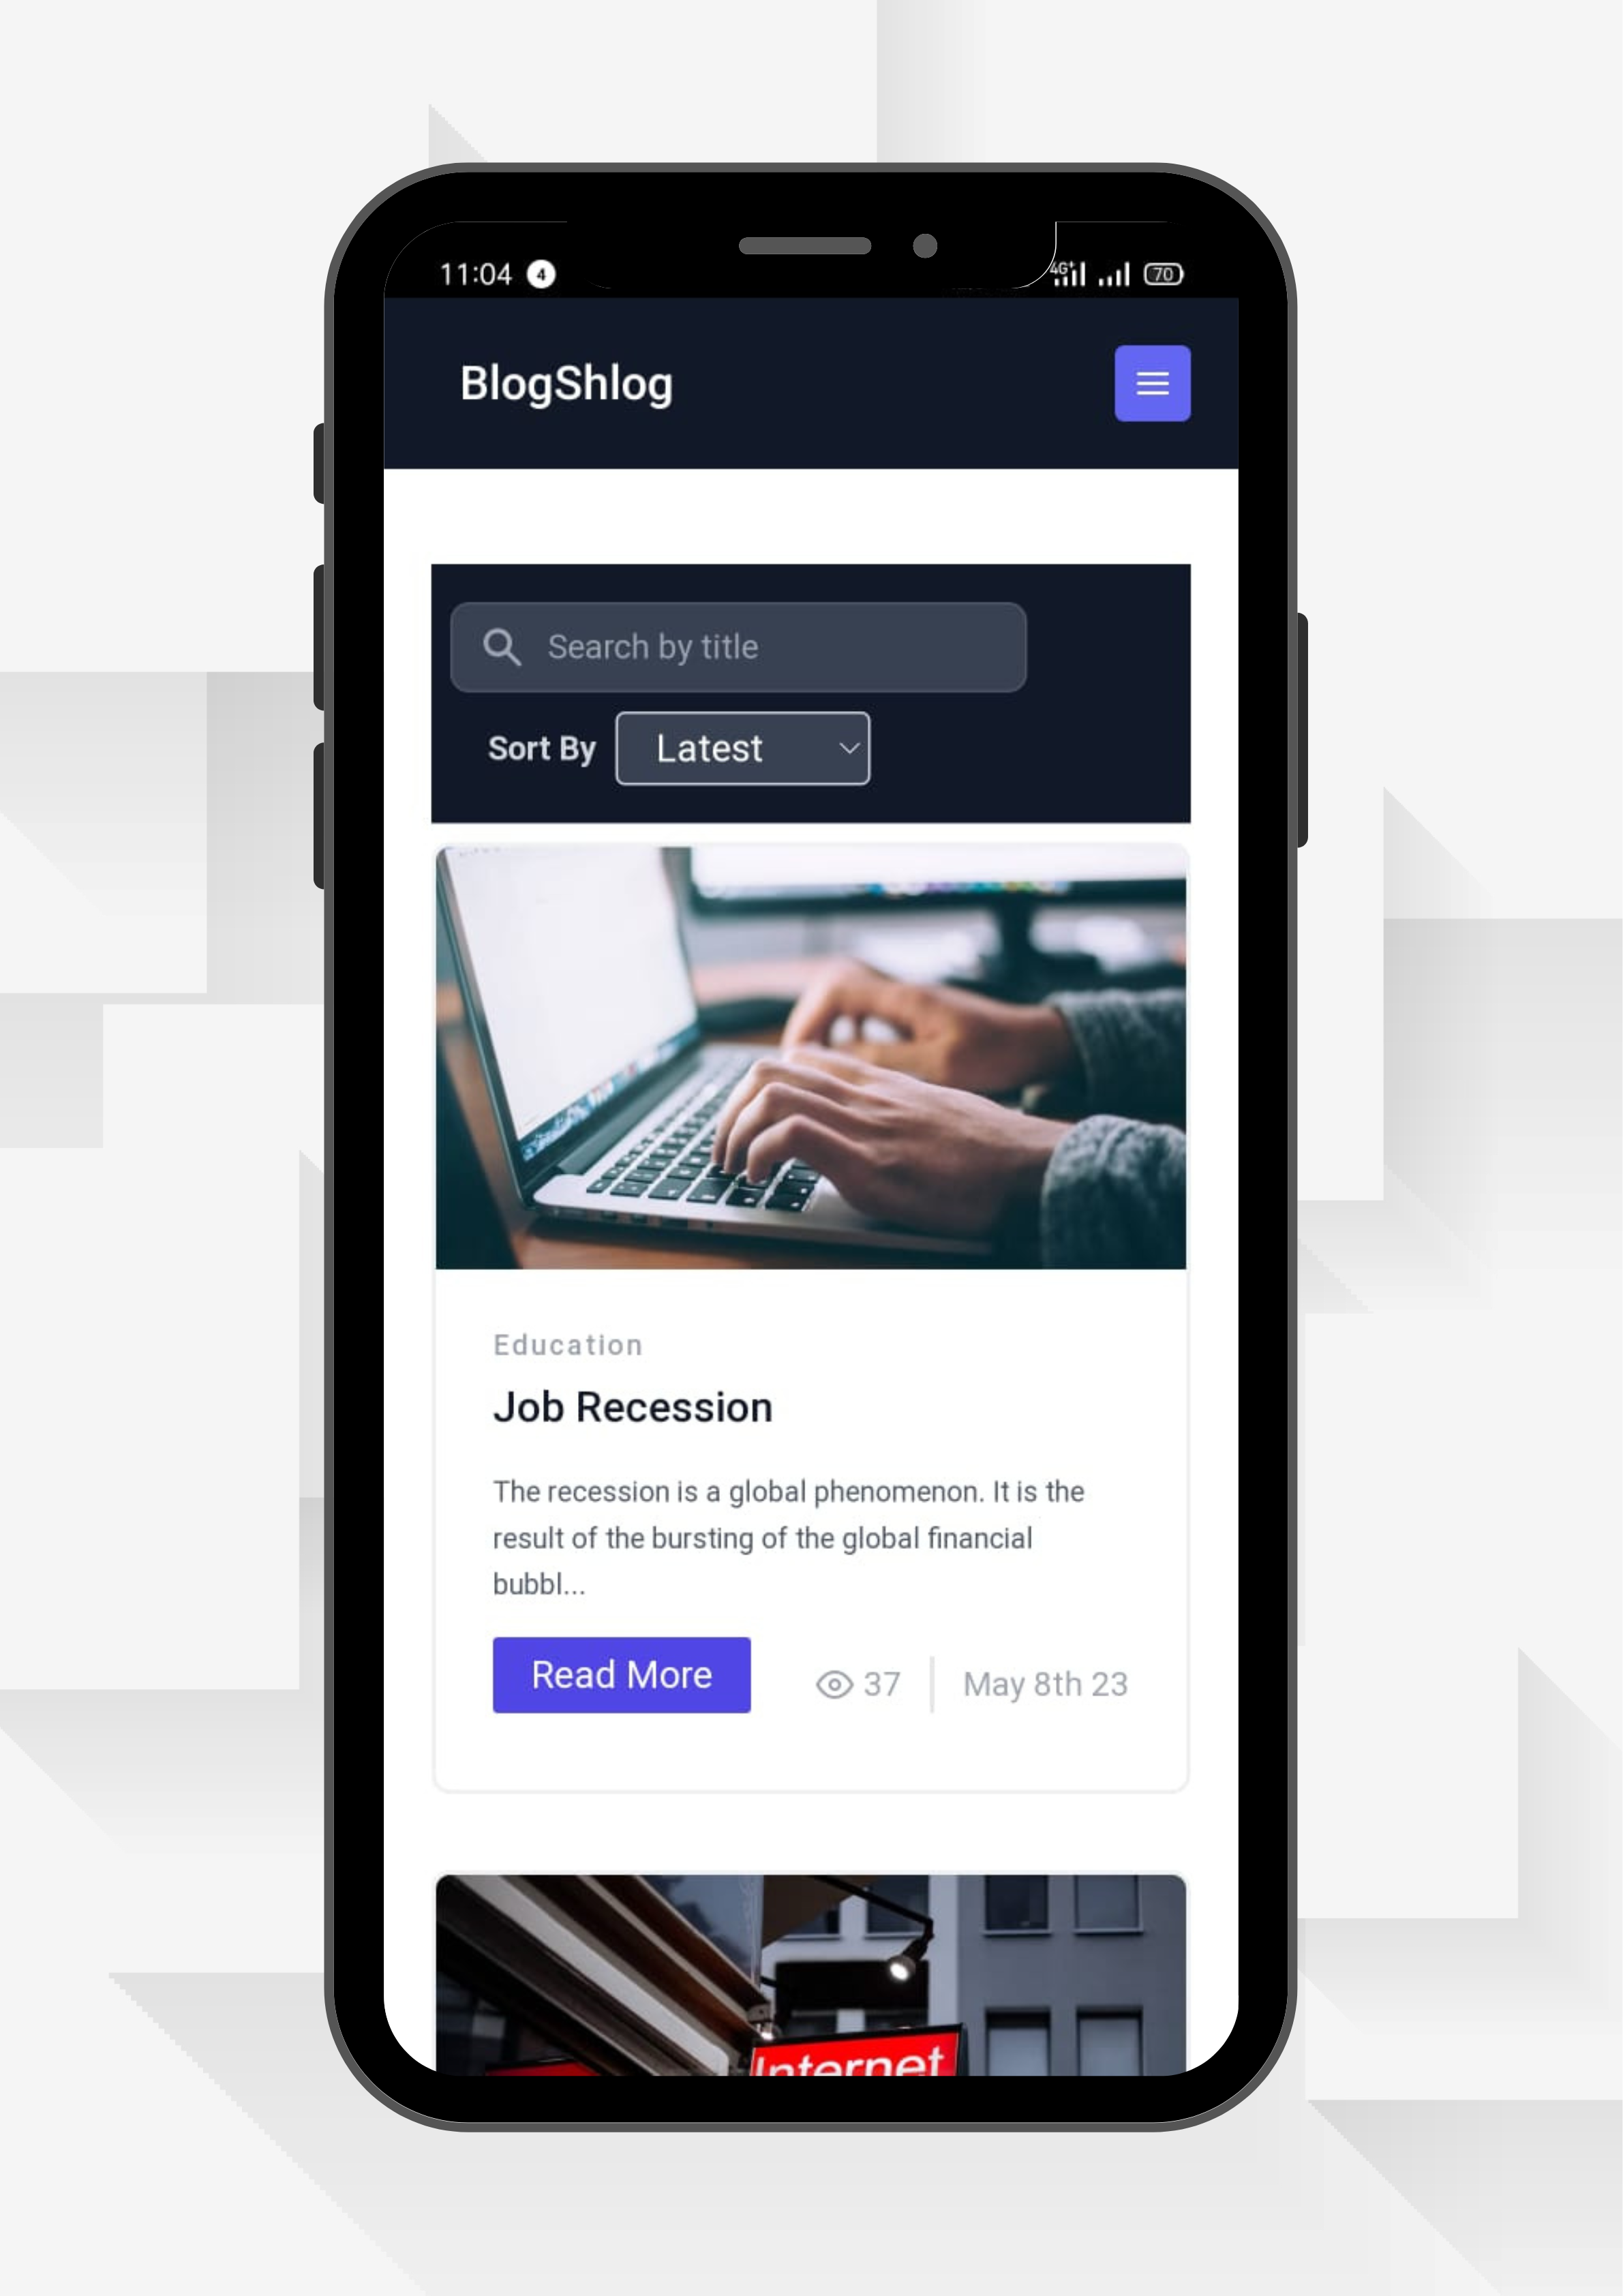 11:04 4 4G+ 70
BlogShlog
Search by title
Sort By Latest
Education
Job Recession
The recession is a global phenomenon. It is the
result of the bursting of the global financial
bubbl...
Read More 37 May 8th 23
Internet